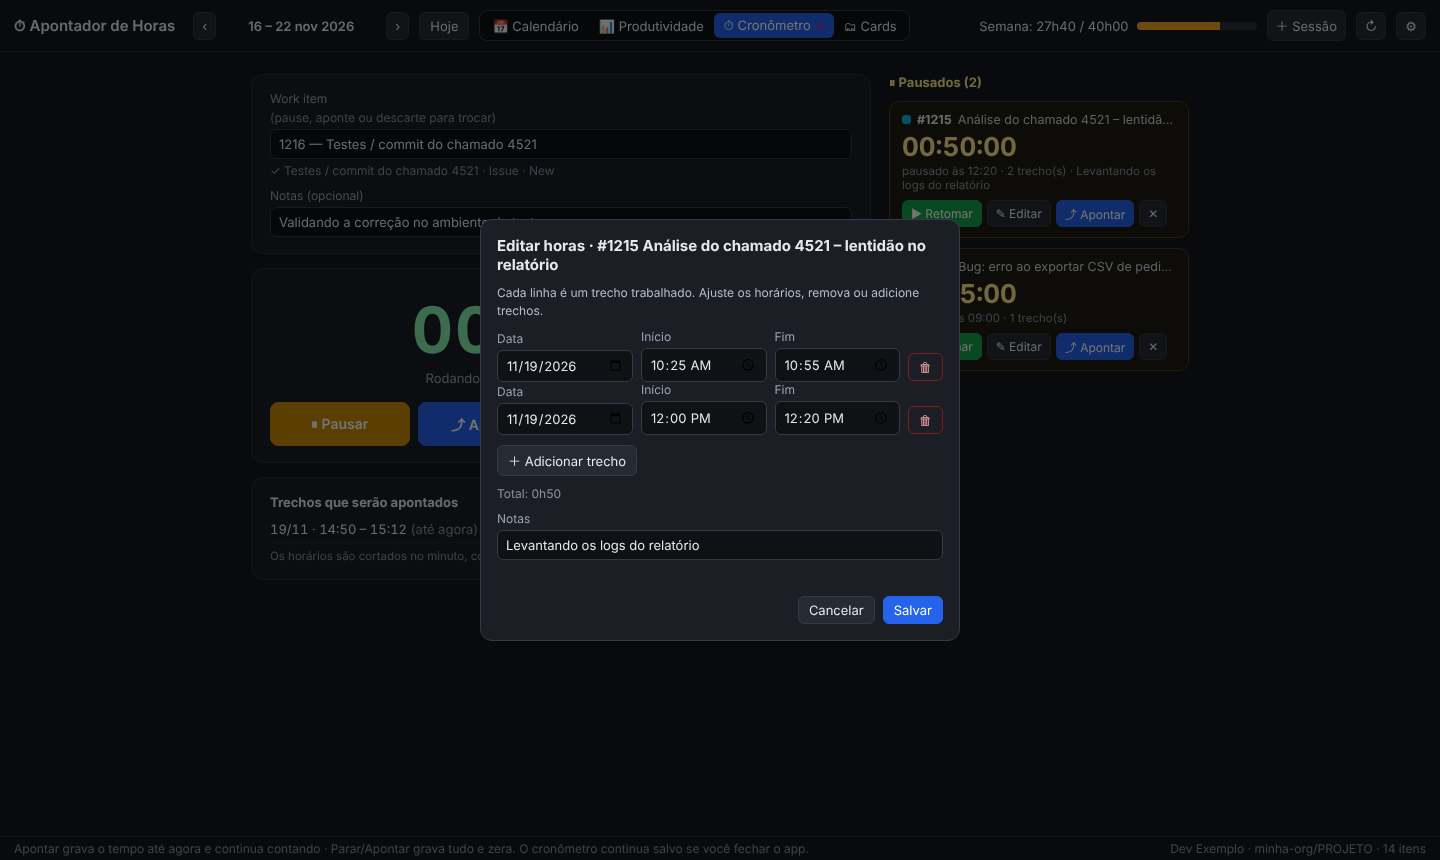 ⏱ Apontador de Horas
‹
16 – 22 nov 2026
›
Hoje
📅 Calendário
📊 Produtividade
⏱ Cronômetro
🗂 Cards
Semana: 27h40 / 40h00
+ Sessão
↻
⚙
Work item
(pause, aponte ou descarte para trocar)
1216 — Testes / commit do chamado 4521
✓ Testes / commit do chamado 4521 · Issue · New
Notas (opcional)
Validando a correção no ambiente
Rodando
⏸ Pausar
⤴ A
Trechos que serão apontados
19/11 · 14:50 – 15:12 (até agora)
Os horários são cortados no minuto,
⏸ Pausados (2)
#1215 Análise do chamado 4521 – lentidã...
00:50:00
pausado às 12:20 · 2 trecho(s) · Levantando os
logs do relatório
▶ Retomar
✎ Editar
⤴ Apontar
✕
Bug: erro ao exportar CSV de pedi...
5:00
09:00 · 1 trecho(s)
✎ Editar
⤴ Apontar
✕
Editar horas · #1215 Análise do chamado 4521 – lentidão no
relatório
Cada linha é um trecho trabalhado. Ajuste os horários, remova ou adicione
trechos.
Data Início Fim
11/19/2026 10:25 AM 10:55 AM 🗑
Data Início Fim
11/19/2026 12:00 PM 12:20 PM 🗑
+ Adicionar trecho
Total: 0h50
Notas
Levantando os logs do relatório
Cancelar
Salvar
Apontar grava o tempo até agora e continua contando · Parar/Apontar grava tudo e zera. O cronômetro continua salvo se você fechar o app.
Dev Exemplo · minha-org/PROJETO · 14 itens